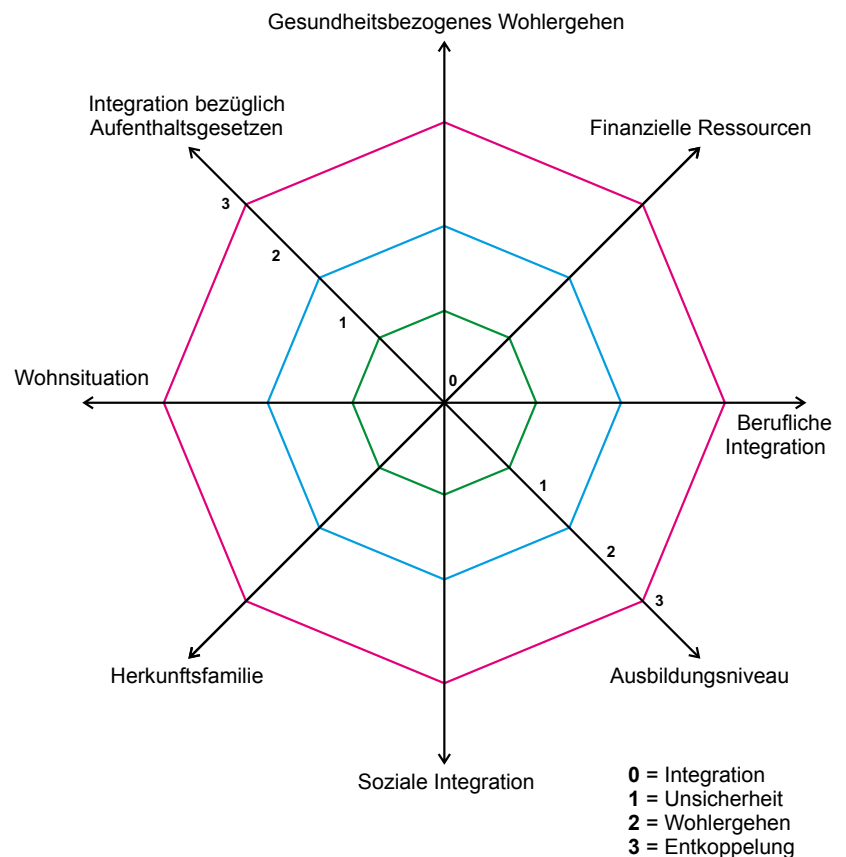 Gesundheitsbezogenes Wohlergehen
Integration bezüglich
Aufenthaltsgesetzen
Finanzielle Ressourcen
3
2
1
0
Wohnsituation
Berufliche
Integration
1
2
3
Herkunftsfamilie
Ausbildungsniveau
Soziale Integration
0 = Integration
1 = Unsicherheit
2 = Wohlergehen
3 = Entkoppelung